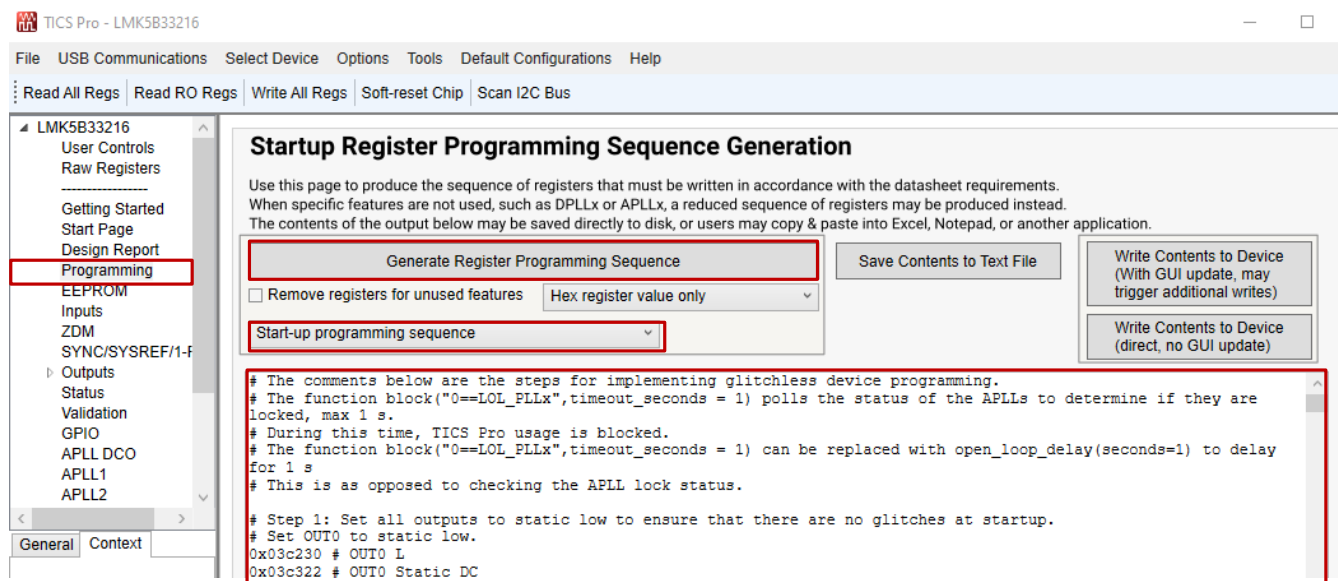 TICS Pro - LMK5B33216
File USB Communications Select Device Options Tools Default Configurations Help
Read All Regs Read RO Regs Write All Regs Soft-reset Chip Scan I2C Bus
LMK5B33216
User Controls
Raw Registers
-----------------
Getting Started
Start Page
Design Report
Programming
EEPROM
Inputs
ZDM
SYNC/SYSREF/1-F
Outputs
Status
Validation
GPIO
APLL DCO
APLL1
APLL2
General Context
Startup Register Programming Sequence Generation
Use this page to produce the sequence of registers that must be written in accordance with the datasheet requirements.
When specific features are not used, such as DPLLx or APLLx, a reduced sequence of registers may be produced instead.
The contents of the output below may be saved directly to disk, or users may copy & paste into Excel, Notepad, or another application.
Generate Register Programming Sequence
Save Contents to Text File
Write Contents to Device
(With GUI update, may
trigger additional writes)
Remove registers for unused features
Hex register value only
Start-up programming sequence
Write Contents to Device
(direct, no GUI update)
# The comments below are the steps for implementing glitchless device programming.
# The function block("0==LOL_PLLx",timeout_seconds = 1) polls the status of the APLLs to determine if they are
locked, max 1 s.
# During this time, TICS Pro usage is blocked.
# The function block("0==LOL_PLLx",timeout_seconds = 1) can be replaced with open_loop_delay(seconds=1) to delay
for 1 s
# This is as opposed to checking the APLL lock status.
# Step 1: Set all outputs to static low to ensure that there are no glitches at startup.
# Set OUT0 to static low.
0x03c230 # OUT0 L
0x03c322 # OUT0 Static DC